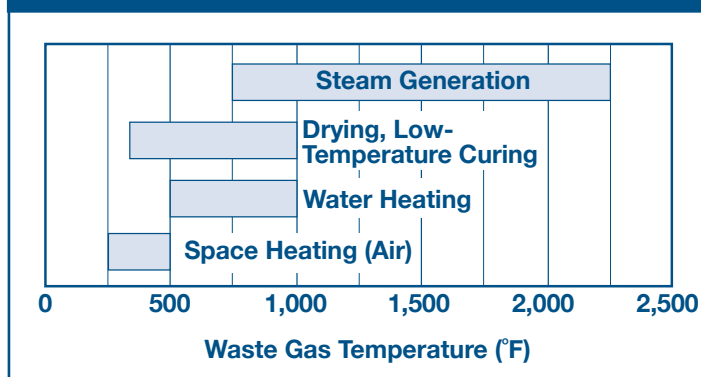 Steam Generation
Drying, Low-
Temperature Curing
Water Heating
Space Heating (Air)
0 500 1,000 1,500 2,000 2,500
Waste Gas Temperature (°F)